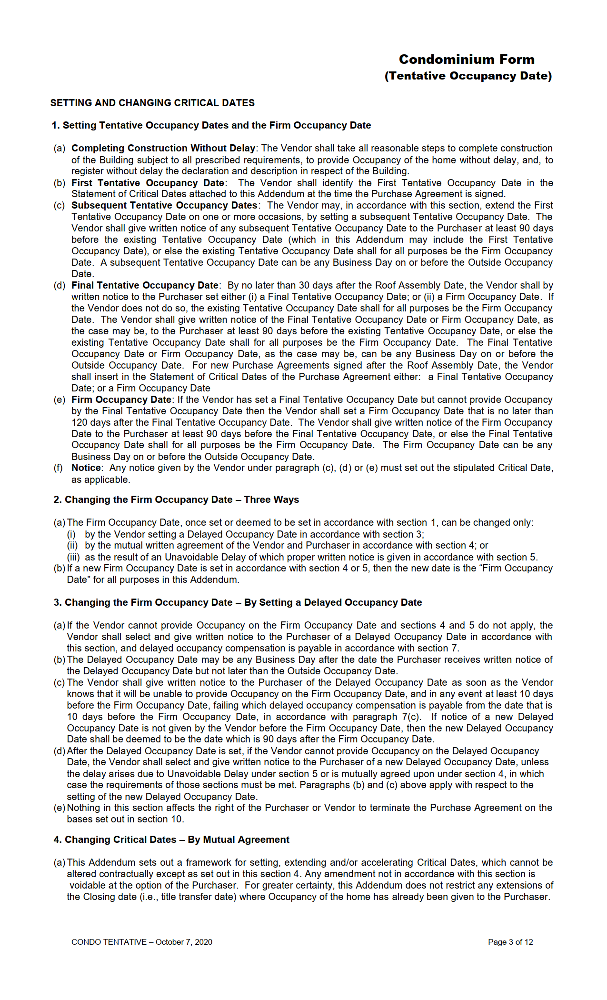 Condominium Form
(Tentative Occupancy Date)
SETTING AND CHANGING CRITICAL DATES
1. Setting Tentative Occupancy Dates and the Firm Occupancy Date
(a) Completing Construction Without Delay: The Vendor shall take all reasonable steps to complete construction
of the Building subject to all prescribed requirements, to provide Occupancy of the home without delay, and, to
register without delay the declaration and description in respect of the Building.
(b) First Tentative Occupancy Date: The Vendor shall identify the First Tentative Occupancy Date in the
Statement of Critical Dates attached to this Addendum at the time the Purchase Agreement is signed.
(c) Subsequent Tentative Occupancy Dates: The Vendor may, in accordance with this section, extend the First
Tentative Occupancy Date on one or more occasions, by setting a subsequent Tentative Occupancy Date. The
Vendor shall give written notice of any subsequent Tentative Occupancy Date to the Purchaser at least 90 days
before the existing Tentative Occupancy Date (which in this Addendum may include the First Tentative
Occupancy Date), or else the existing Tentative Occupancy Date shall for all purposes be the Firm Occupancy
Date. A subsequent Tentative Occupancy Date can be any Business Day on or before the Outside Occupancy
Date.
(d) Final Tentative Occupancy Date: By no later than 30 days after the Roof Assembly Date, the Vendor shall by
written notice to the Purchaser set either (i) a Final Tentative Occupancy Date; or (ii) a Firm Occupancy Date. If
the Vendor does not do so, the existing Tentative Occupancy Date shall for all purposes be the Firm Occupancy
Date. The Vendor shall give written notice of the Final Tentative Occupancy Date or Firm Occupancy Date, as
the case may be, to the Purchaser at least 90 days before the existing Tentative Occupancy Date, or else the
existing Tentative Occupancy Date shall for all purposes be the Firm Occupancy Date. The Final Tentative
Occupancy Date or Firm Occupancy Date, as the case may be, can be any Business Day on or before the
Outside Occupancy Date. For new Purchase Agreements signed after the Roof Assembly Date, the Vendor
shall insert in the Statement of Critical Dates of the Purchase Agreement either: a Final Tentative Occupancy
Date; or a Firm Occupancy Date
(e) Firm Occupancy Date: If the Vendor has set a Final Tentative Occupancy Date but cannot provide Occupancy
by the Final Tentative Occupancy Date then the Vendor shall set a Firm Occupancy Date that is no later than
120 days after the Final Tentative Occupancy Date. The Vendor shall give written notice of the Firm Occupancy
Date to the Purchaser at least 90 days before the Final Tentative Occupancy Date, or else the Final Tentative
Occupancy Date shall for all purposes be the Firm Occupancy Date. The Firm Occupancy Date can be any
Business Day on or before the Outside Occupancy Date.
(f) Notice: Any notice given by the Vendor under paragraph (c), (d) or (e) must set out the stipulated Critical Date,
as applicable.
2. Changing the Firm Occupancy Date – Three Ways
(a) The Firm Occupancy Date, once set or deemed to be set in accordance with section 1, can be changed only:
(i) by the Vendor setting a Delayed Occupancy Date in accordance with section 3;
(ii) by the mutual written agreement of the Vendor and Purchaser in accordance with section 4; or
(iii) as the result of an Unavoidable Delay of which proper written notice is given in accordance with section 5.
(b) If a new Firm Occupancy Date is set in accordance with section 4 or 5, then the new date is the “Firm Occupancy
Date” for all purposes in this Addendum.
3. Changing the Firm Occupancy Date – By Setting a Delayed Occupancy Date
(a) If the Vendor cannot provide Occupancy on the Firm Occupancy Date and sections 4 and 5 do not apply, the
Vendor shall select and give written notice to the Purchaser of a Delayed Occupancy Date in accordance with
this section, and delayed occupancy compensation is payable in accordance with section 7.
(b) The Delayed Occupancy Date may be any Business Day after the date the Purchaser receives written notice of
the Delayed Occupancy Date but not later than the Outside Occupancy Date.
(c) The Vendor shall give written notice to the Purchaser of the Delayed Occupancy Date as soon as the Vendor
knows that it will be unable to provide Occupancy on the Firm Occupancy Date, and in any event at least 10 days
before the Firm Occupancy Date, failing which delayed occupancy compensation is payable from the date that is
10 days before the Firm Occupancy Date, in accordance with paragraph 7(c). If notice of a new Delayed
Occupancy Date is not given by the Vendor before the Firm Occupancy Date, then the new Delayed Occupancy
Date shall be deemed to be the date which is 90 days after the Firm Occupancy Date.
(d) After the Delayed Occupancy Date is set, if the Vendor cannot provide Occupancy on the Delayed Occupancy
Date, the Vendor shall select and give written notice to the Purchaser of a new Delayed Occupancy Date, unless
the delay arises due to Unavoidable Delay under section 5 or is mutually agreed upon under section 4, in which
case the requirements of those sections must be met. Paragraphs (b) and (c) above apply with respect to the
setting of the new Delayed Occupancy Date.
(e) Nothing in this section affects the right of the Purchaser or Vendor to terminate the Purchase Agreement on the
bases set out in section 10.
4. Changing Critical Dates – By Mutual Agreement
(a) This Addendum sets out a framework for setting, extending and/or accelerating Critical Dates, which cannot be
altered contractually except as set out in this section 4. Any amendment not in accordance with this section is
voidable at the option of the Purchaser. For greater certainty, this Addendum does not restrict any extensions of
the Closing date (i.e., title transfer date) where Occupancy of the home has already been given to the Purchaser.
CONDO TENTATIVE – October 7, 2020
Page 3 of 12